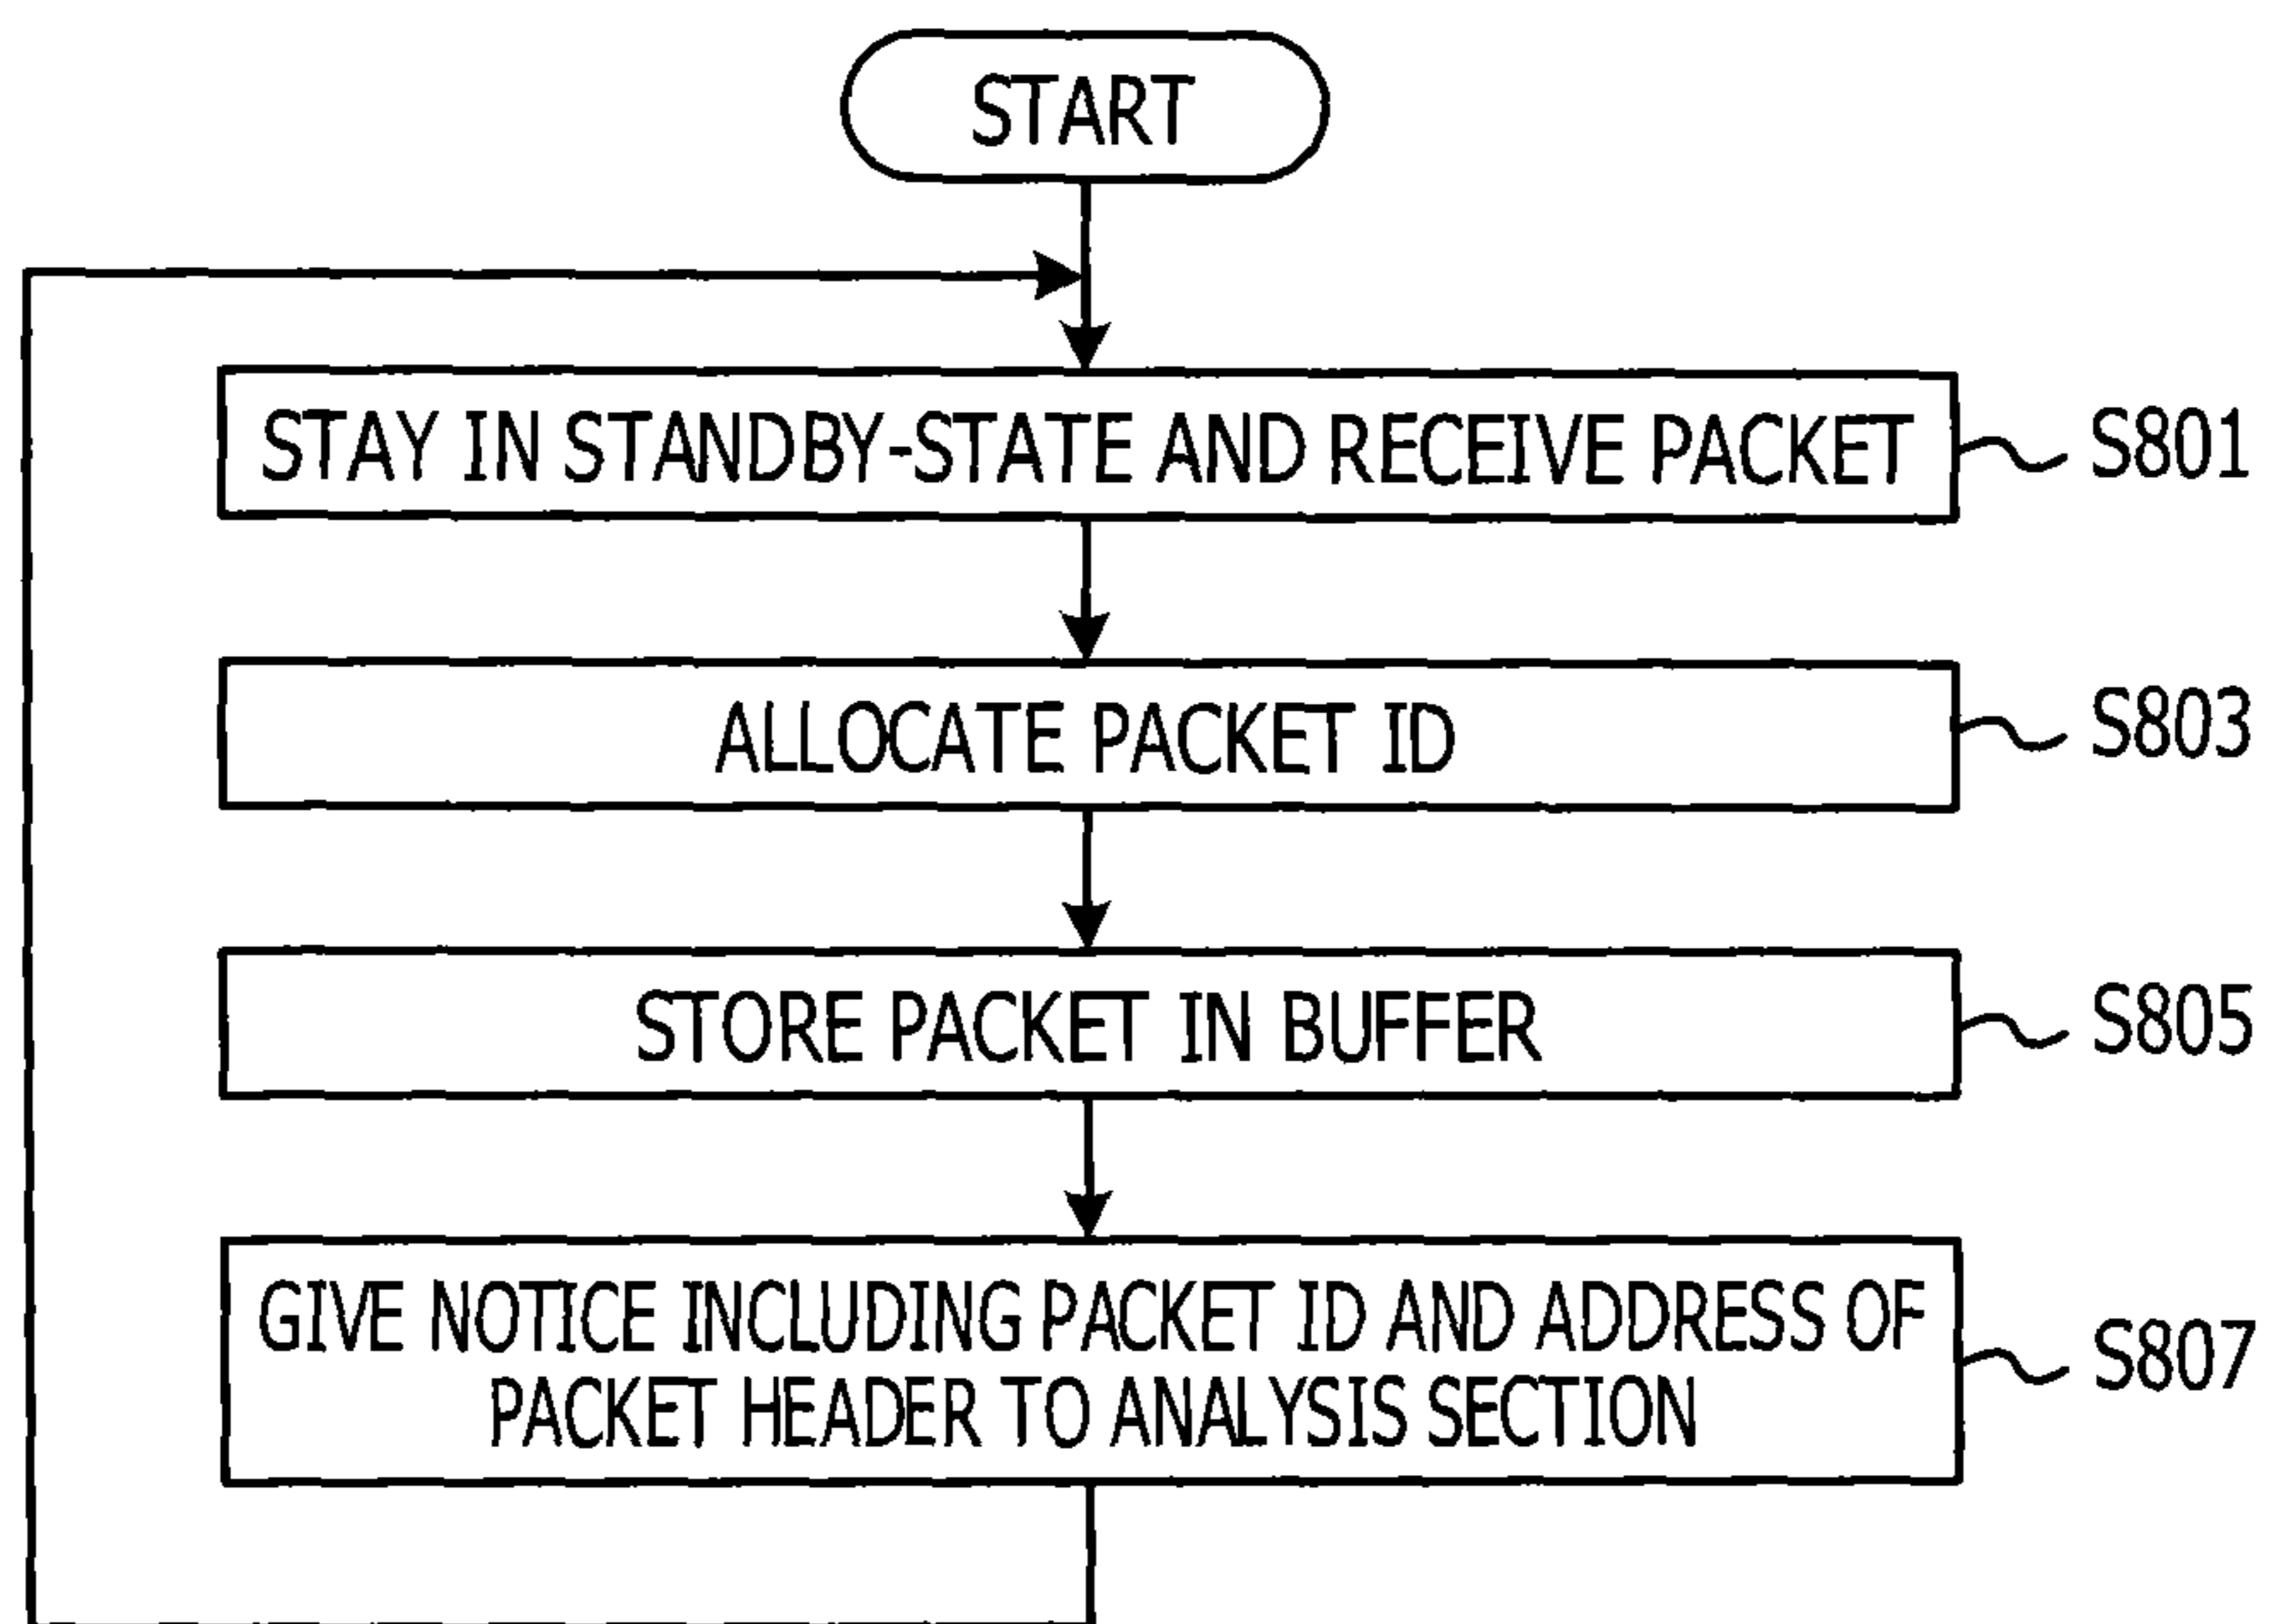 START
STAY IN STANDBY-STATE AND RECEIVE PACKET
S801
ALLOCATE PACKET ID
S803
STORE PACKET IN BUFFER
S805
GIVE NOTICE INCLUDING PACKET ID AND ADDRESS OF
PACKET HEADER TO ANALYSIS SECTION
S807